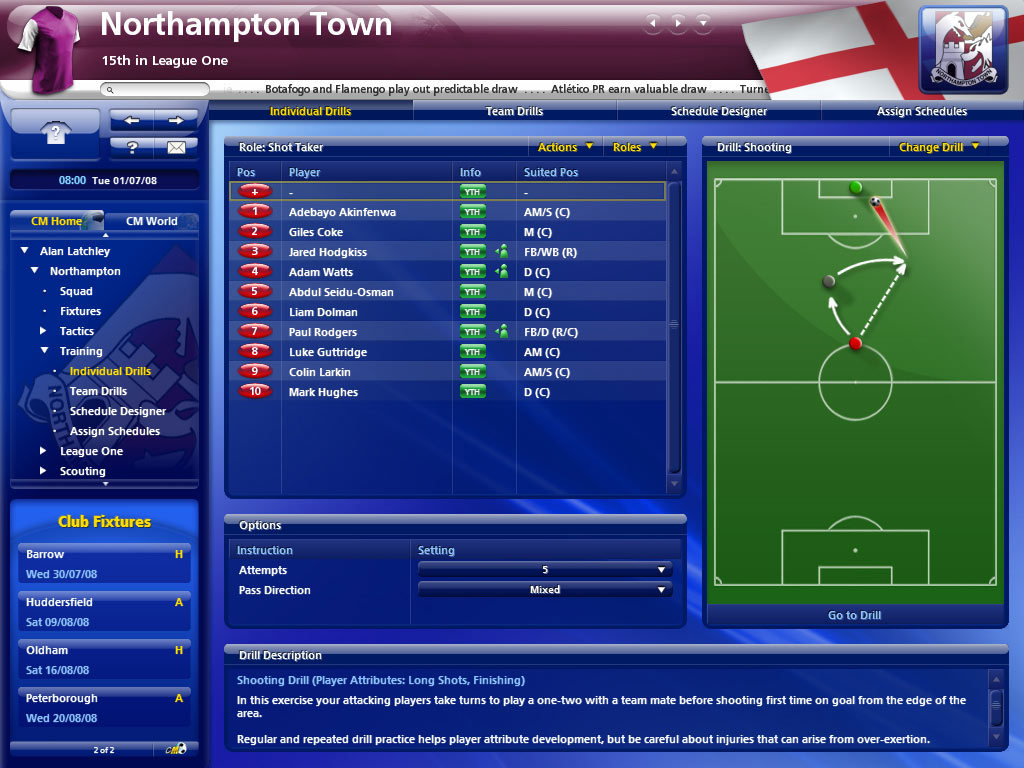 Northampton Town
15th in League One
Botafogo and Flamengo play out predictable draw .... Atlético PR earn valuable draw .... Turne
Individual Drills Team Drills Schedule Designer Assign Schedules
NORTHAMPTON TOWN
?
?
08:00 Tue 01/07/08
CM Home CM World
Alan Latchley
Northampton
Squad
Fixtures
Tactics
Training
Individual Drills
Team Drills
Schedule Designer
Assign Schedules
League One
Scouting
Club Fixtures
Barrow H
Wed 30/07/08
Huddersfield A
Sat 09/08/08
Oldham H
Sat 16/08/08
Peterborough A
Wed 20/08/08
2 of 2 CM
Role: Shot Taker Actions Roles
Pos Player Info Suited Pos
+ - YTH -
1 Adebayo Akinfenwa YTH AM/S (C)
2 Giles Coke YTH M (C)
3 Jared Hodgkiss YTH FB/WB (R)
4 Adam Watts YTH D (C)
5 Abdul Seidu-Osman YTH M (C)
6 Liam Dolman YTH D (C)
7 Paul Rodgers YTH FB/D (R/C)
8 Luke Guttridge YTH AM (C)
9 Colin Larkin YTH AM/S (C)
10 Mark Hughes YTH D (C)
Options
Instruction Setting
Attempts 5
Pass Direction Mixed
Drill: Shooting Change Drill
Go to Drill
Drill Description
Shooting Drill (Player Attributes: Long Shots, Finishing)
In this exercise your attacking players take turns to play a one-two with a team mate before shooting first time on goal from the edge of the
area.
Regular and repeated drill practice helps player attribute development, but be careful about injuries that can arise from over-exertion.